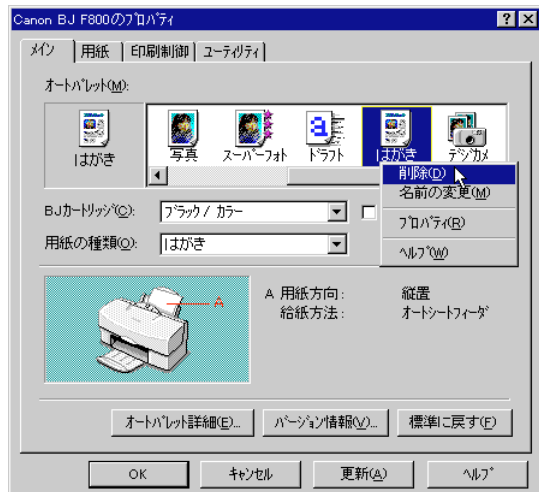 Canon BJ F800のプロパティ
メイン 用紙 印刷制御 ユーティリティ
オートパレット(M):
はがき 写真 スーパーフォト ドラフト はがき デジカメ
削除(D)
名前の変更(M)
プロパティ(R)
ヘルプ(W)
BJカートリッジ(C): ブラック / カラー
用紙の種類(O): はがき
A
A 用紙方向: 縦置
給紙方法: オートシートフィーダ
オートパレット詳細(E)... バージョン情報(V)... 標準に戻す(F)
OK キャンセル 更新(A) ヘルプ